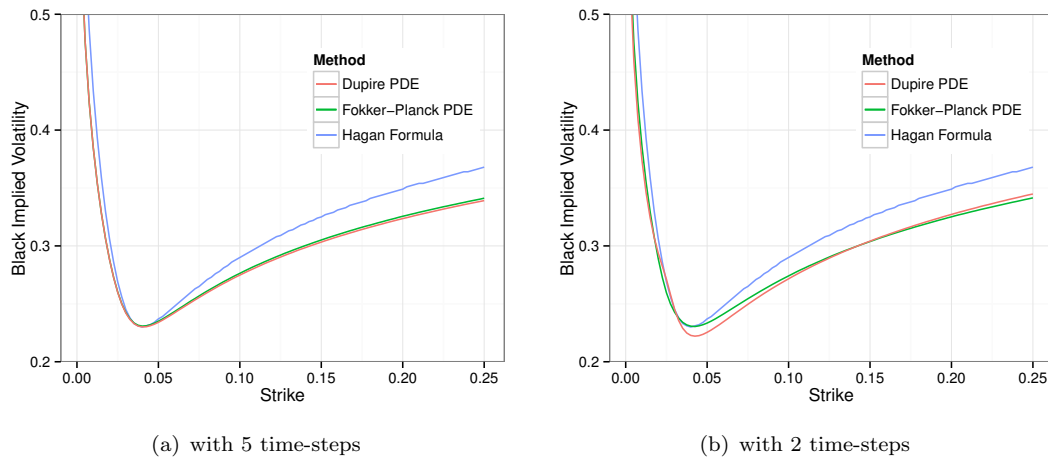 0.5
0.4
0.3
0.2
Black Implied Volatility
Method
Dupire PDE
Fokker−Planck PDE
Hagan Formula
0.00 0.05 0.10 0.15 0.20 0.25
Strike
(a) with 5 time-steps
0.5
0.4
0.3
0.2
Black Implied Volatility
Method
Dupire PDE
Fokker−Planck PDE
Hagan Formula
0.00 0.05 0.10 0.15 0.20 0.25
Strike
(b) with 2 time-steps